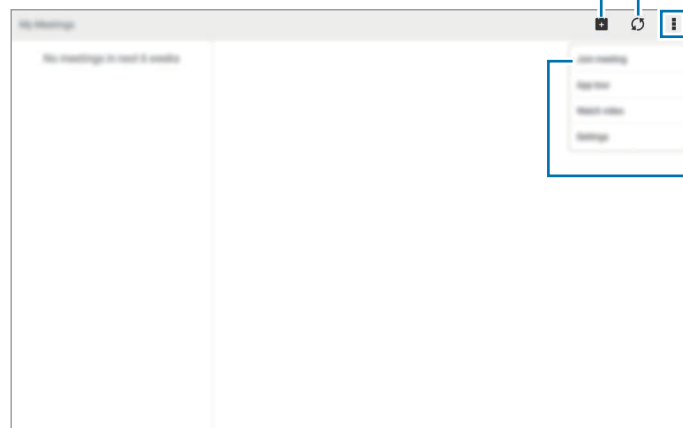 My Meetings
No meetings in next 6 weeks
Join meeting
App tour
Watch video
Settings